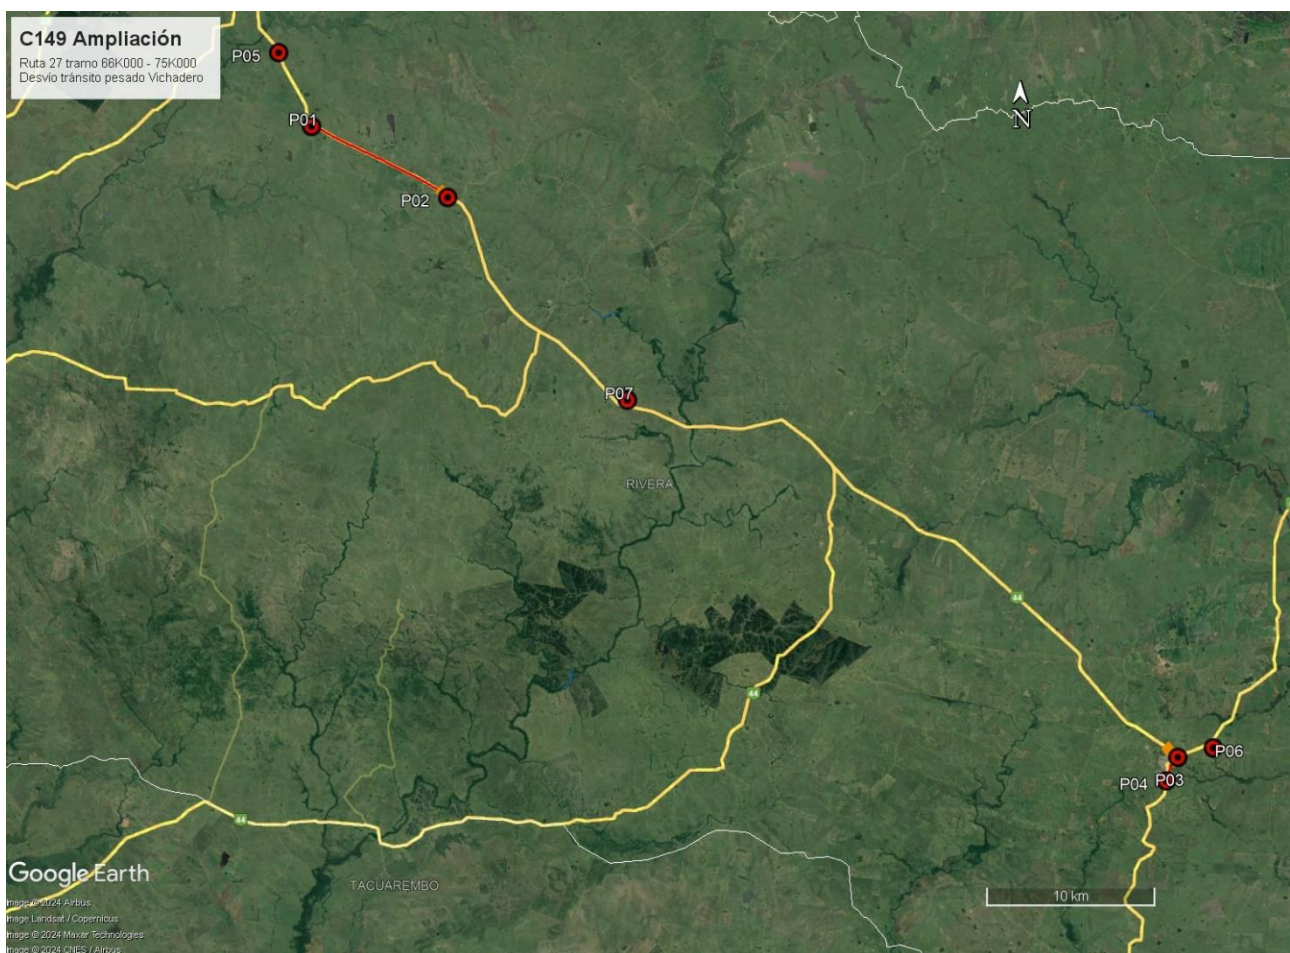 C149 Ampliación
Ruta 27 tramo 66K000 - 75K000
Desvío tránsito pesado Vichadero
P05
P01
N
P02
P07
RIVERA
44
44
P06
P04
P03
44
Google Earth
TACUAREMBO
10 km
Image © 2024 Airbus
Image Landsat / Copernicus
Image © 2024 Maxar Technologies
Image © 2024 CNES / Airbus